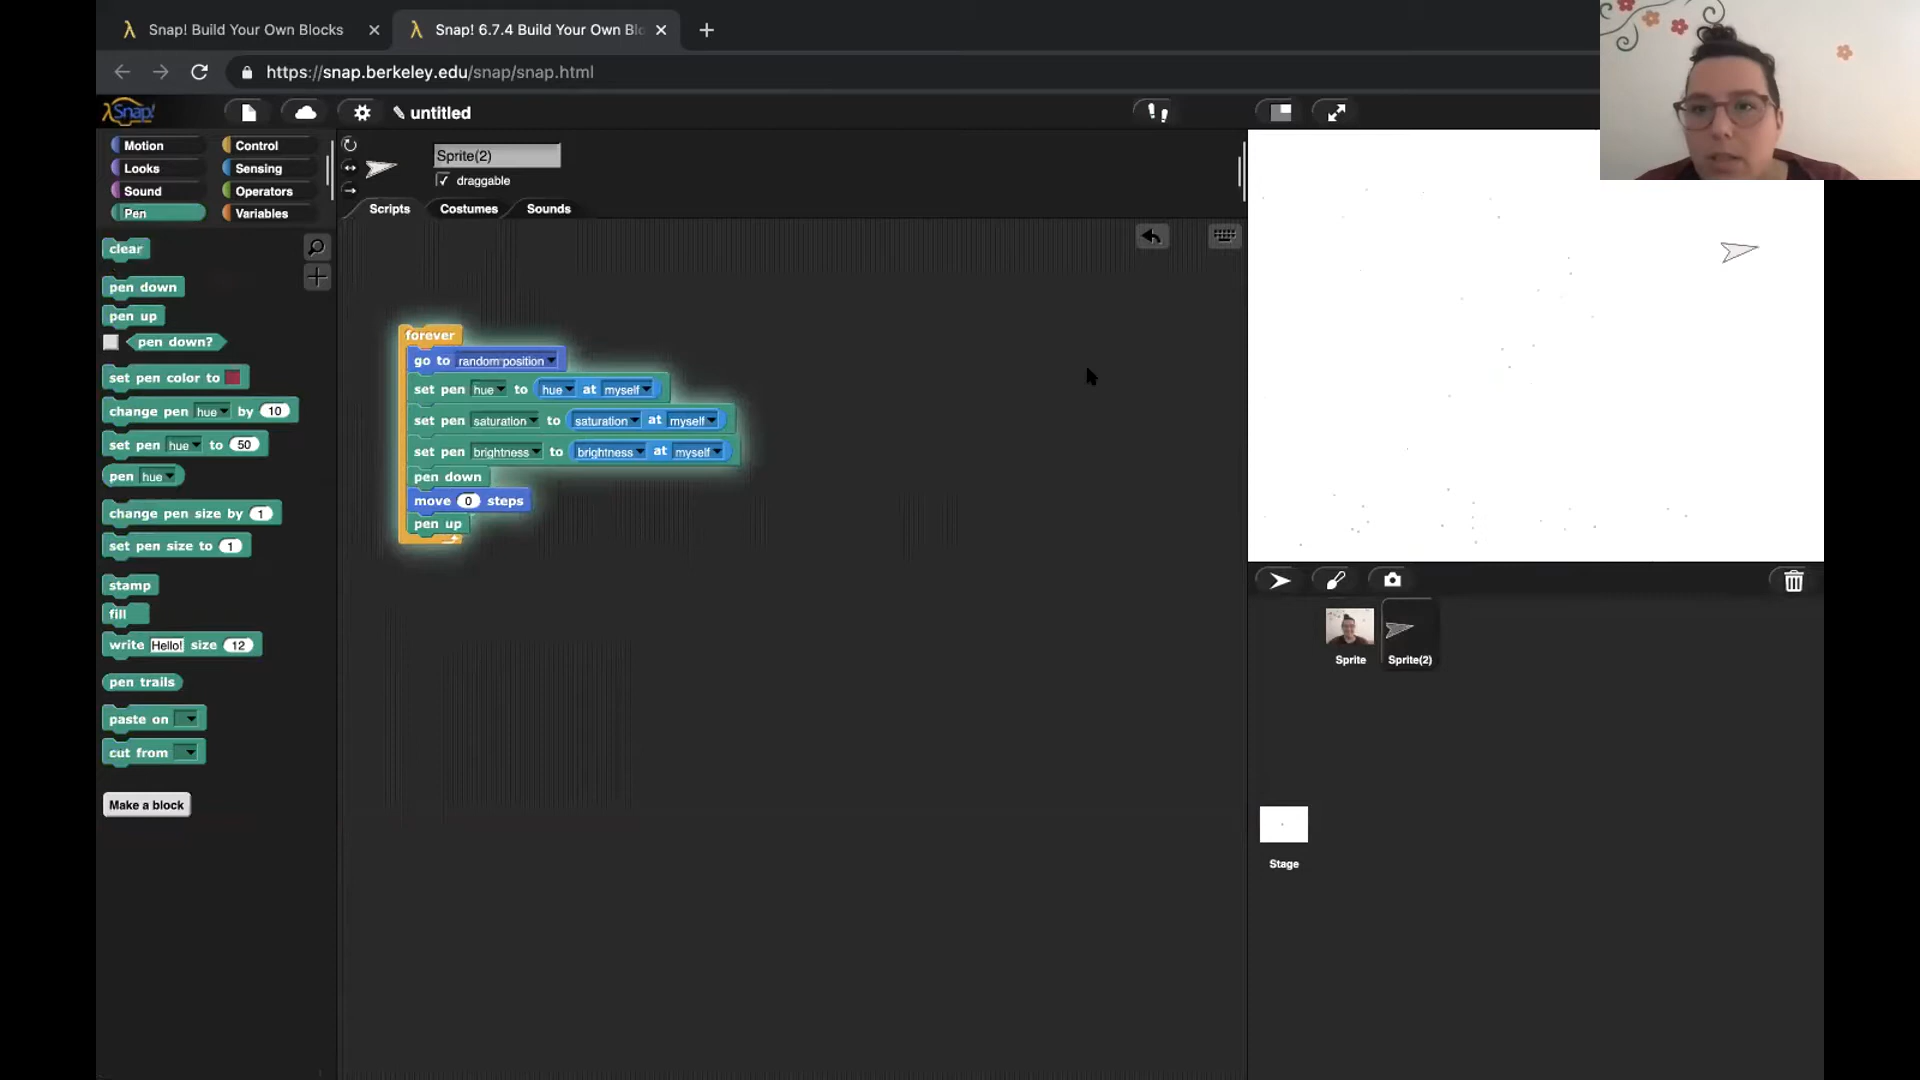 Snap! Build Your Own Blocks
Snap! 6.7.4 Build Your Own Blo
https://snap.berkeley.edu/snap/snap.html
Snap!
untitled
Motion
Control
Looks
Sensing
Sound
Operators
Pen
Variables
Sprite(2)
draggable
Scripts
Costumes
Sounds
clear
pen down
pen up
pen down?
set pen color to
change pen hue by 10
set pen hue to 50
pen hue
change pen size by 1
set pen size to 1
stamp
fill
write Hello! size 12
pen trails
paste on
cut from
Make a block
forever
go to random position
set pen hue to hue at myself
set pen saturation to saturation at myself
set pen brightness to brightness at myself
pen down
move 0 steps
pen up
Sprite
Sprite(2)
Stage